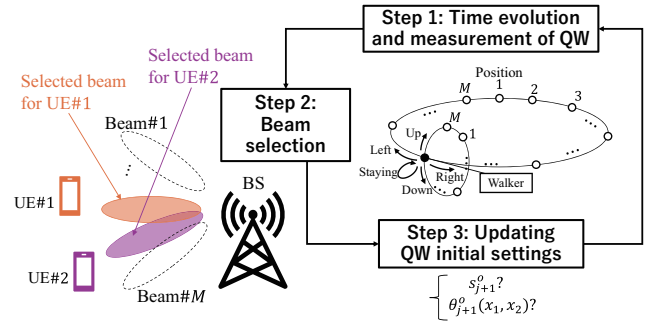 Selected beam
for UE#1
Selected beam
for UE#2
Beam#1
⋮
UE#1
UE#2
Beam#M
BS
Step 1: Time evolution
and measurement of QW
Step 2:
Beam
selection
Position
M
1
2
3
...
...
M
1
...
...
Up
Left
Staying
Down
Right
Walker
Step 3: Updating
QW initial settings
s^o_{j+1}?
θ^o_{j+1}(x_1, x_2)?